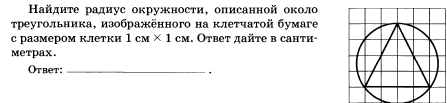 Найдите радиус окружности, описанной около
треугольника, изображённого на клетчатой бумаге
с размером клетки 1 см × 1 см. Ответ дайте в санти-
метрах.
Ответ: ____________________ .